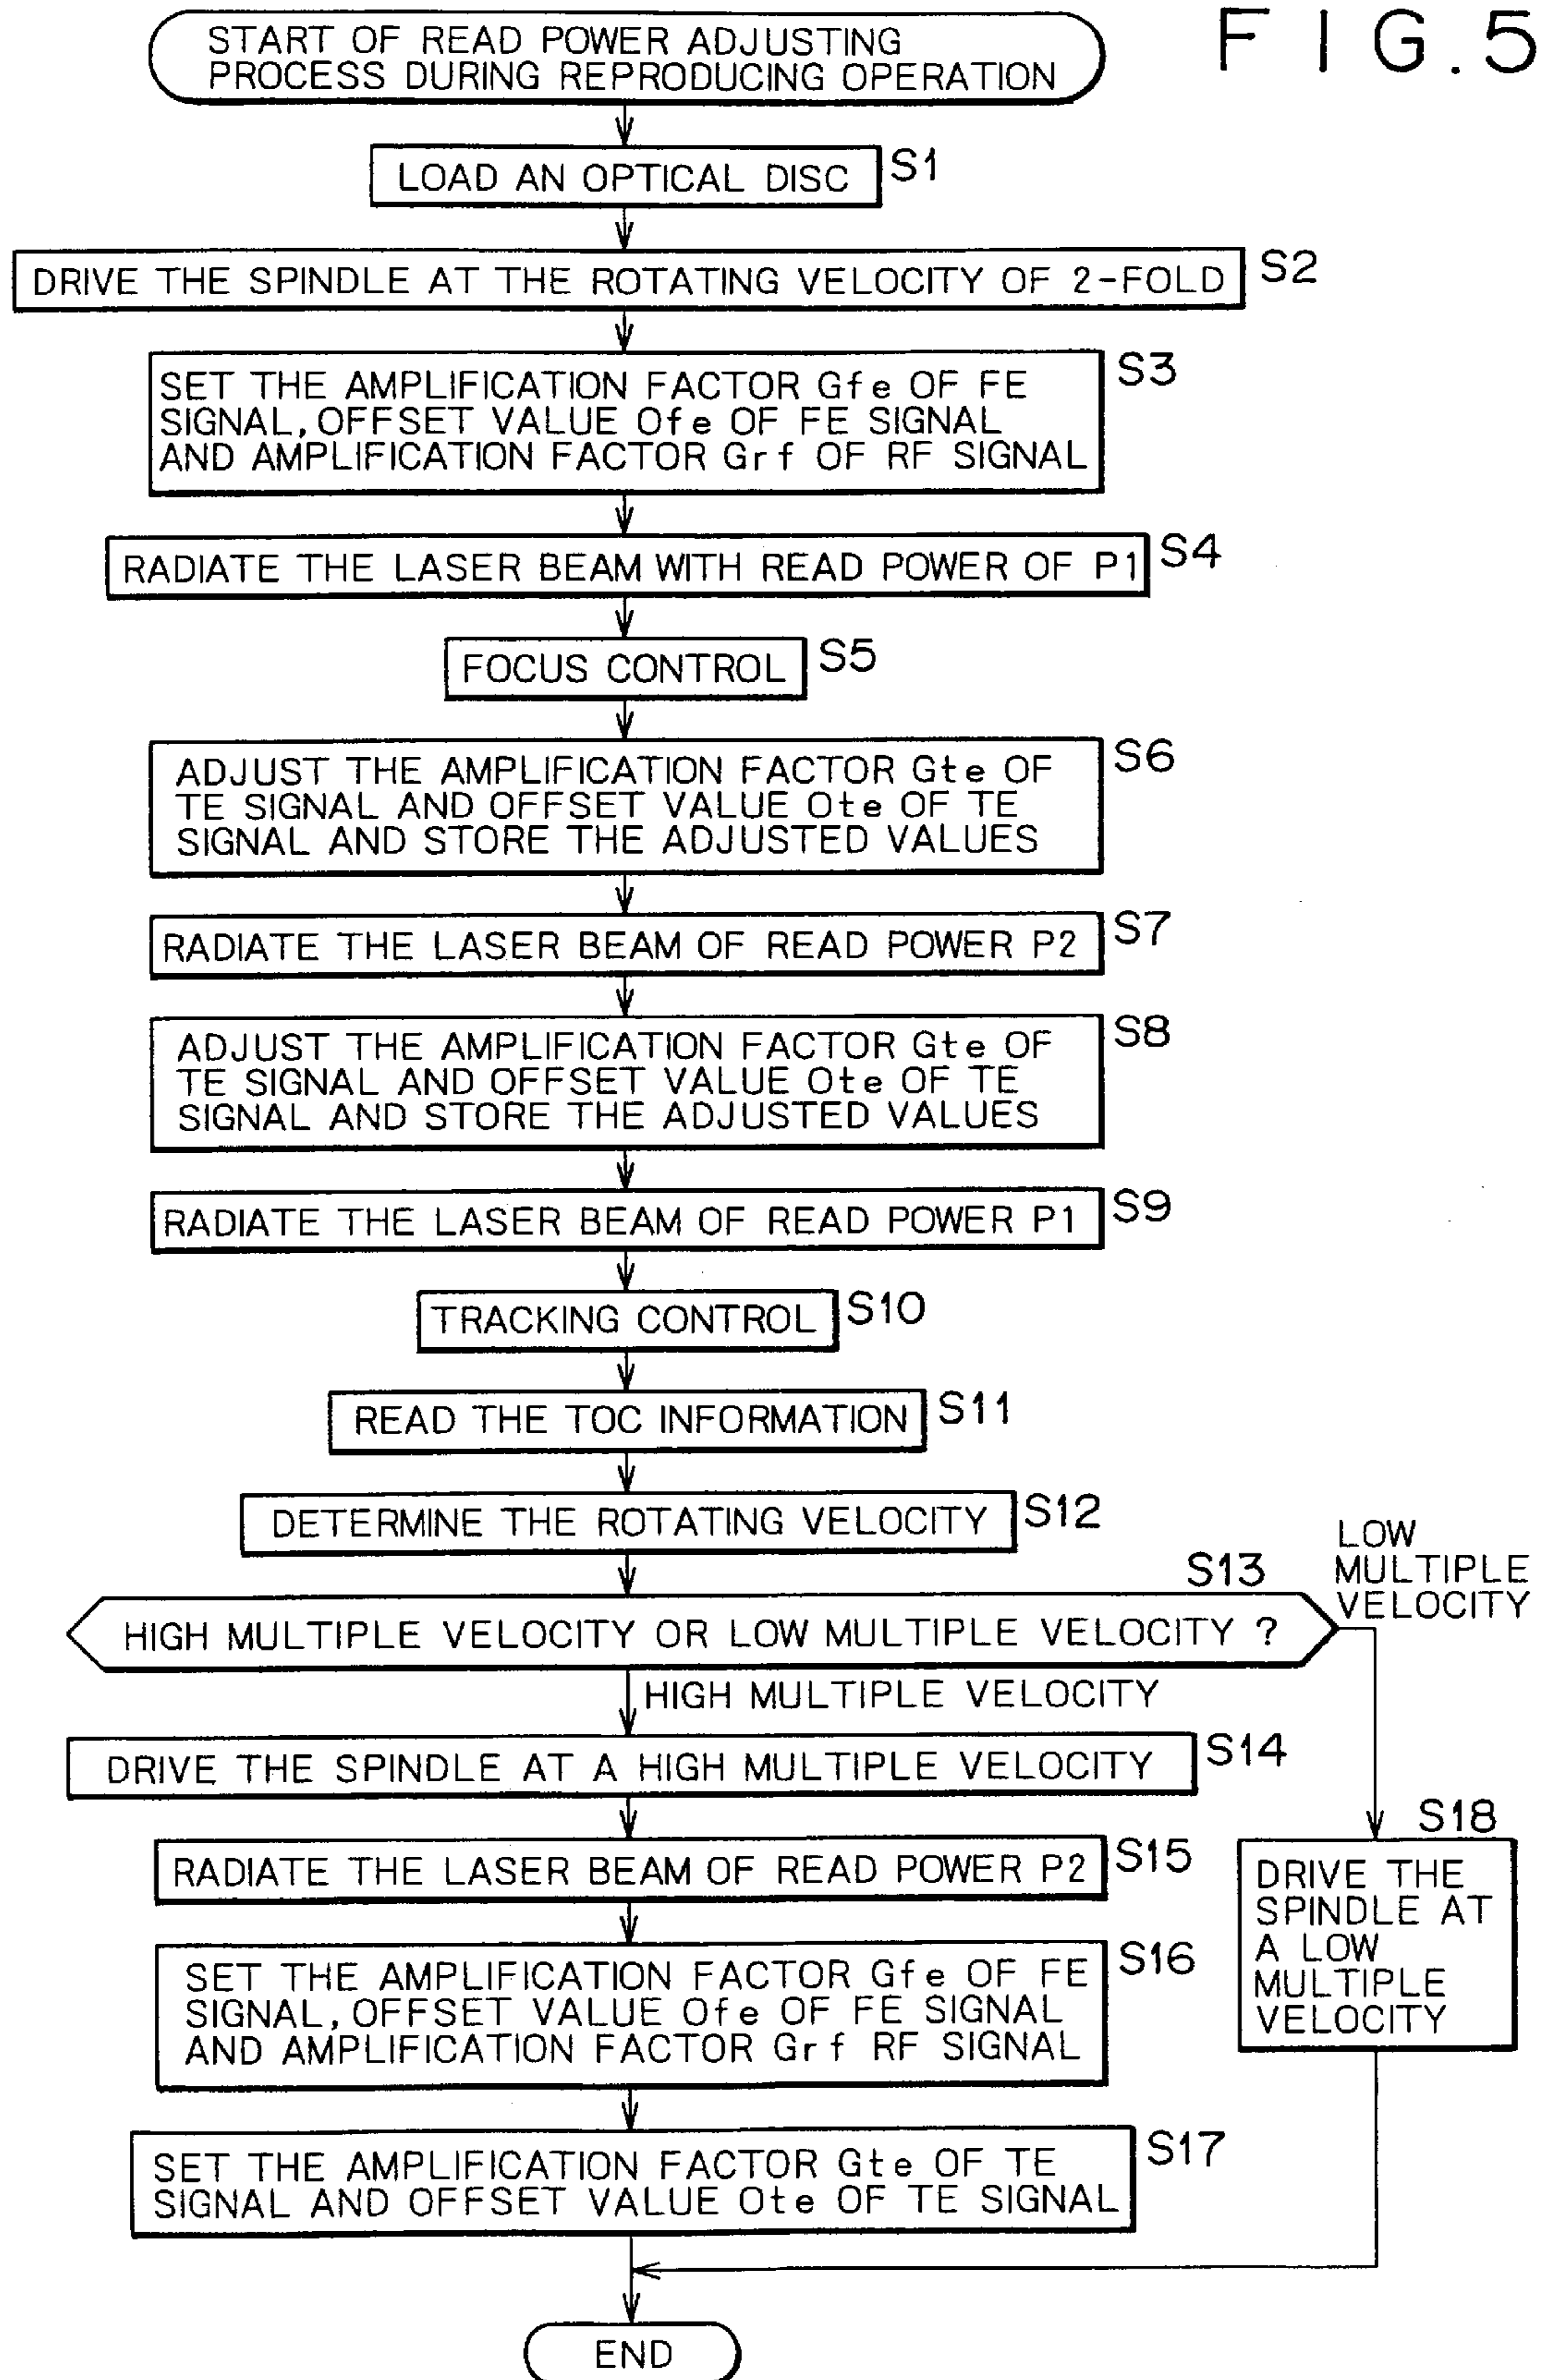 FIG.5
START OF READ POWER ADJUSTING
PROCESS DURING REPRODUCING OPERATION
LOAD AN OPTICAL DISC
S1
DRIVE THE SPINDLE AT THE ROTATING VELOCITY OF 2-FOLD
S2
SET THE AMPLIFICATION FACTOR Gfe OF FE
SIGNAL, OFFSET VALUE Ofe OF FE SIGNAL
AND AMPLIFICATION FACTOR Grf OF RF SIGNAL
S3
RADIATE THE LASER BEAM WITH READ POWER OF P1
S4
FOCUS CONTROL
S5
ADJUST THE AMPLIFICATION FACTOR Gte OF
TE SIGNAL AND OFFSET VALUE Ote OF TE
SIGNAL AND STORE THE ADJUSTED VALUES
S6
RADIATE THE LASER BEAM OF READ POWER P2
S7
ADJUST THE AMPLIFICATION FACTOR Gte OF
TE SIGNAL AND OFFSET VALUE Ote OF TE
SIGNAL AND STORE THE ADJUSTED VALUES
S8
RADIATE THE LASER BEAM OF READ POWER P1
S9
TRACKING CONTROL
S10
READ THE TOC INFORMATION
S11
DETERMINE THE ROTATING VELOCITY
S12
S13
HIGH MULTIPLE VELOCITY OR LOW MULTIPLE VELOCITY ?
LOW
MULTIPLE
VELOCITY
HIGH MULTIPLE VELOCITY
DRIVE THE SPINDLE AT A HIGH MULTIPLE VELOCITY
S14
RADIATE THE LASER BEAM OF READ POWER P2
S15
SET THE AMPLIFICATION FACTOR Gfe OF FE
SIGNAL, OFFSET VALUE Ofe OF FE SIGNAL
AND AMPLIFICATION FACTOR Grf RF SIGNAL
S16
SET THE AMPLIFICATION FACTOR Gte OF TE
SIGNAL AND OFFSET VALUE Ote OF TE SIGNAL
S17
S18
DRIVE THE
SPINDLE AT
A LOW
MULTIPLE
VELOCITY
END